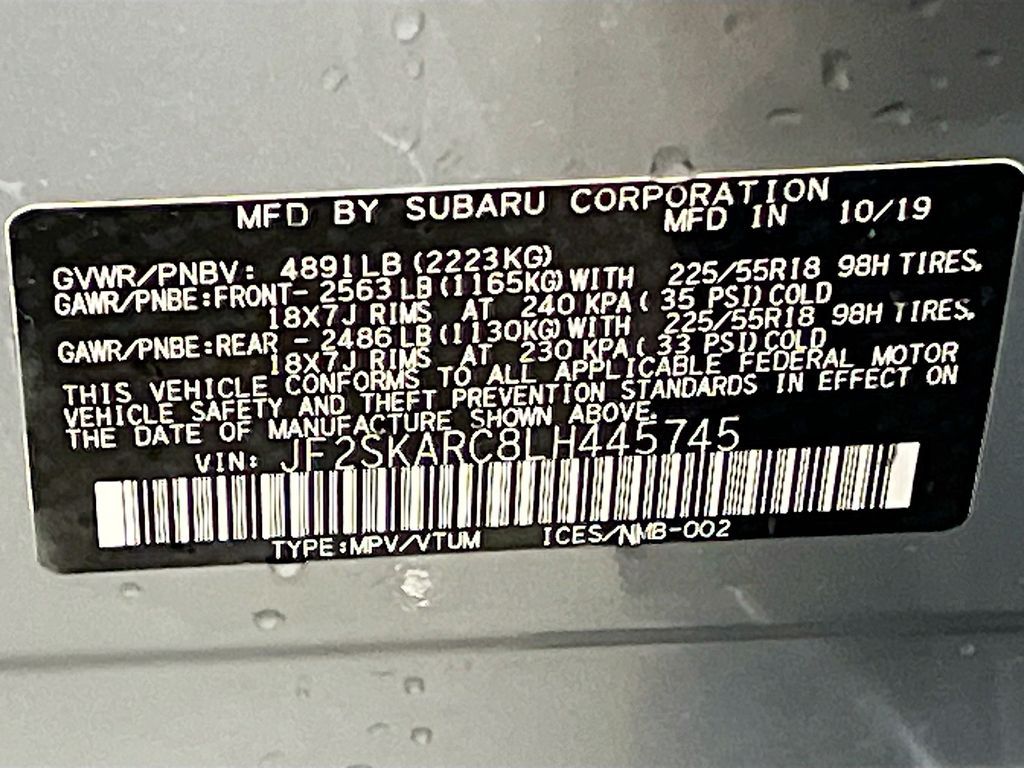 MFD BY SUBARU CORPORATION
MFD IN 10/19
GVWR/PNBV: 4891LB (2223KG)
GAWR/PNBE:FRONT- 2563 LB (1165KG) WITH 225/55R18 98H TIRES.
18X7J RIMS AT 240 KPA ( 35 PSI) COLD
GAWR/PNBE:REAR - 2486 LB (1130KG) WITH 225/55R18 98H TIRES.
18X7J RIMS AT 230 KPA ( 33 PSI) COLD
THIS VEHICLE CONFORMS TO ALL APPLICABLE FEDERAL MOTOR
VEHICLE SAFETY AND THEFT PREVENTION STANDARDS IN EFFECT ON
THE DATE OF MANUFACTURE SHOWN ABOVE.
VIN: JF2SKARC8LH445745
TYPE:MPV/VTUM ICES/NMB-002